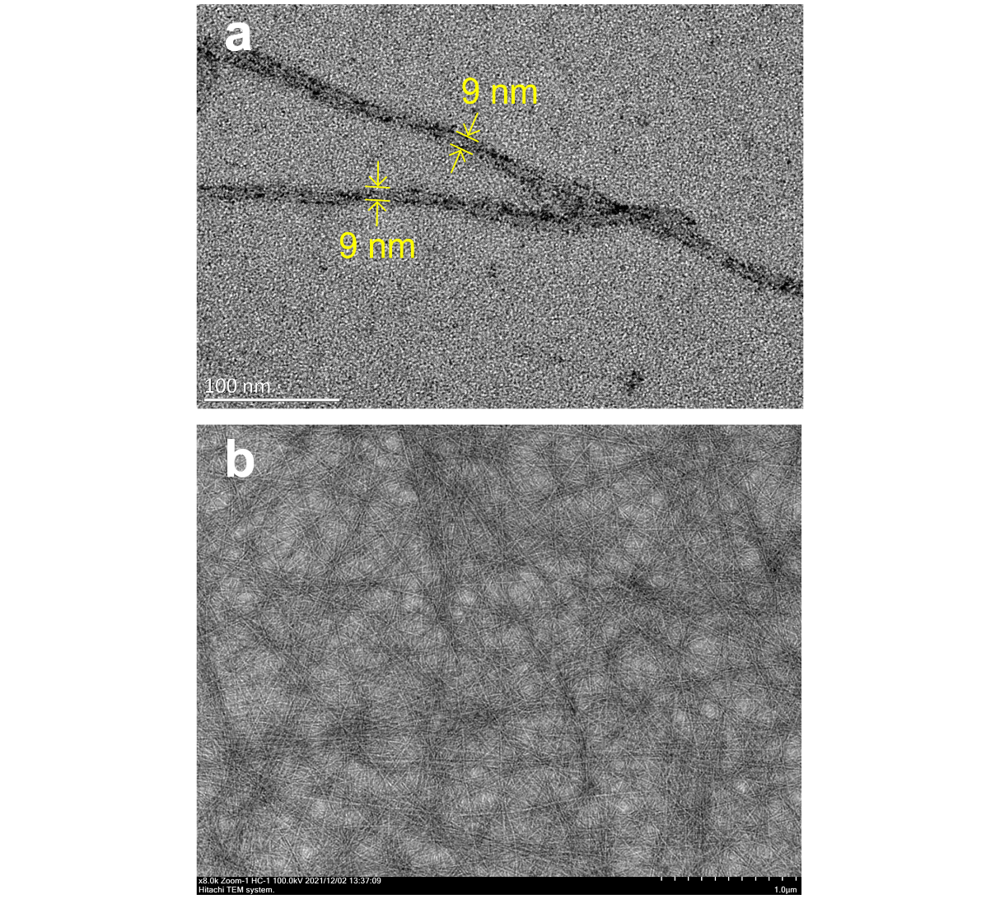 a
9 nm
9 nm
100 nm
b
x8.0k Zoom-1 HC-1 100.0kV 2021/12/02 13:37:09
Hitachi TEM system.
1.0µm